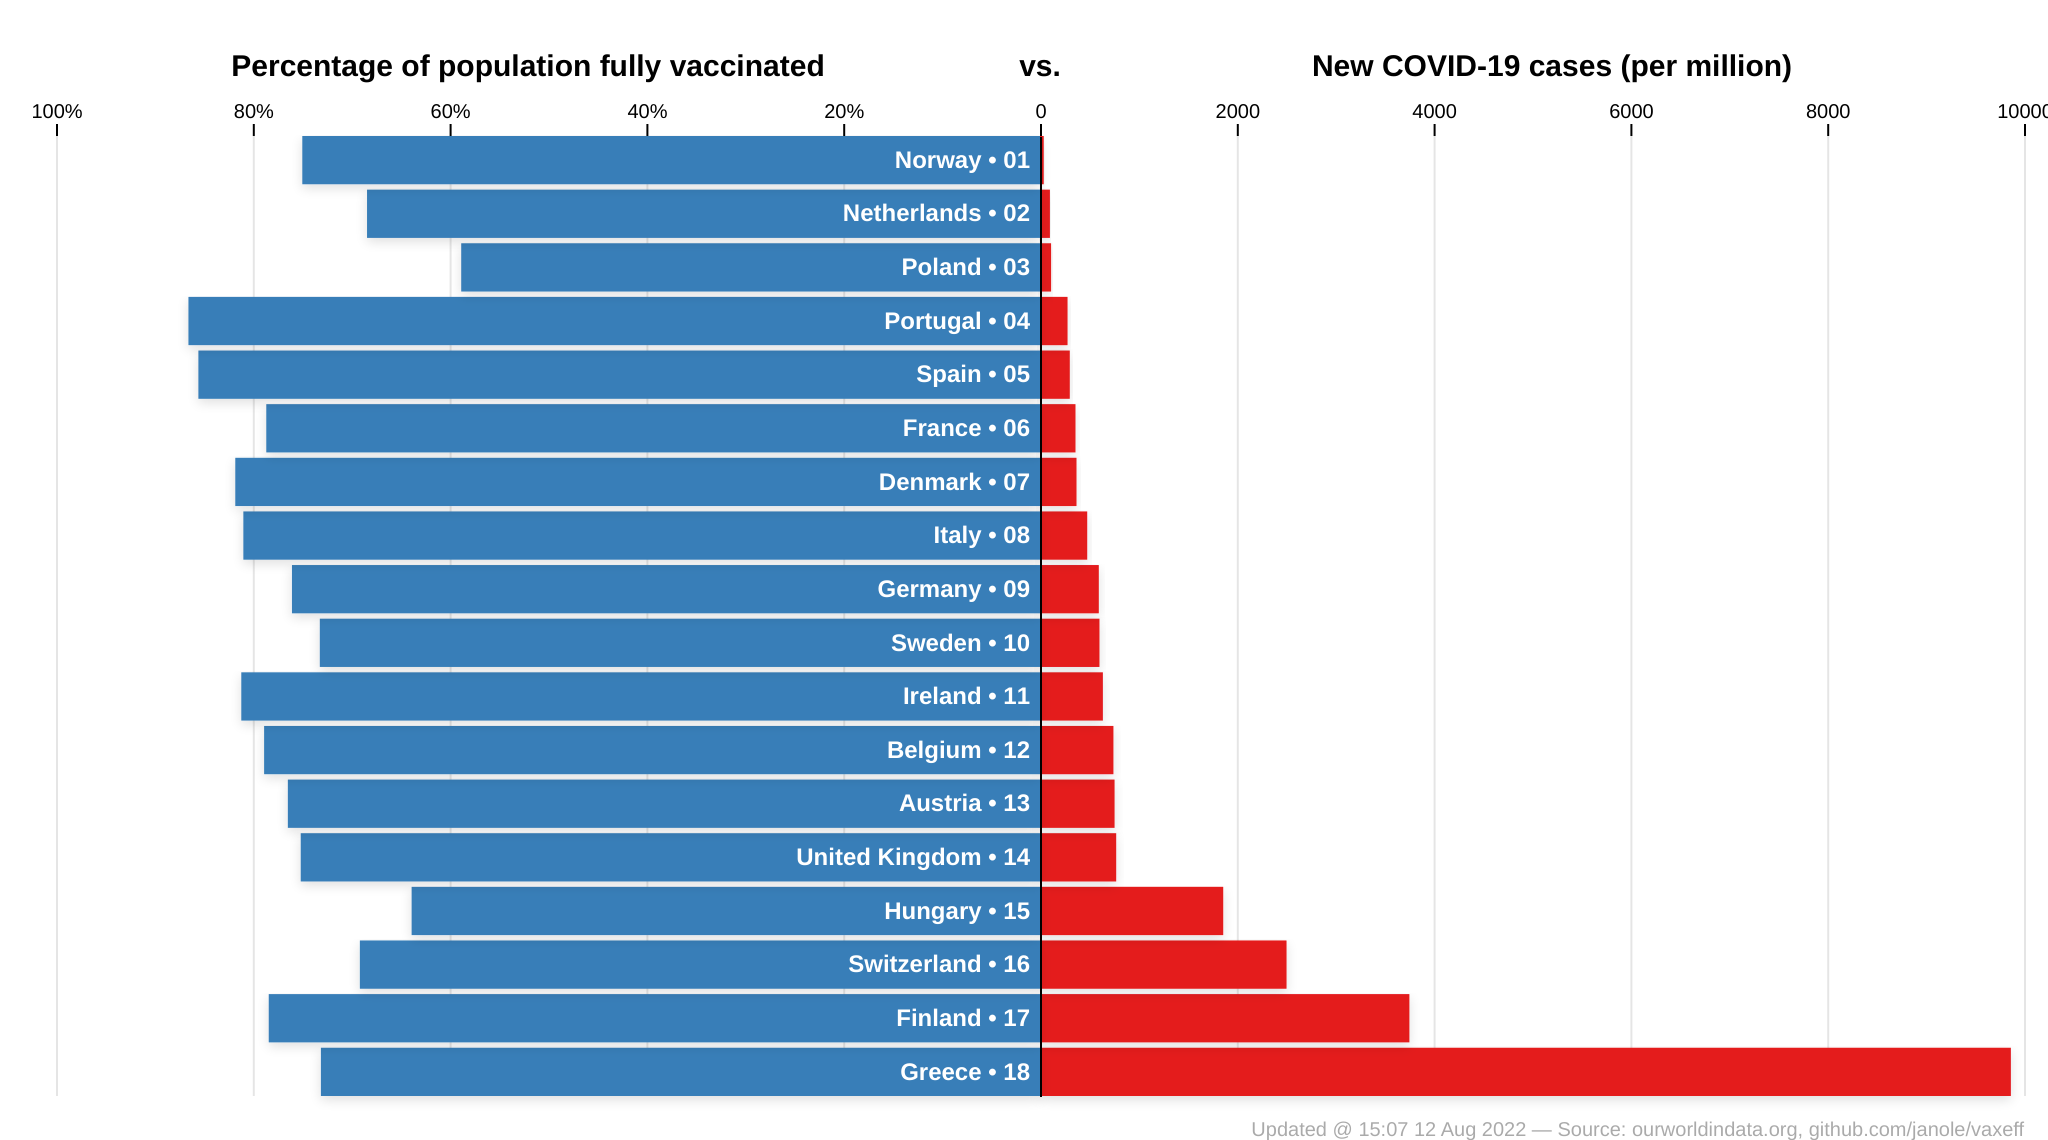 Percentage of population fully vaccinated vs. New COVID-19 cases (per million)
100% 80% 60% 40% 20% 0 2000 4000 6000 8000 10000
Norway • 01
Netherlands • 02
Poland • 03
Portugal • 04
Spain • 05
France • 06
Denmark • 07
Italy • 08
Germany • 09
Sweden • 10
Ireland • 11
Belgium • 12
Austria • 13
United Kingdom • 14
Hungary • 15
Switzerland • 16
Finland • 17
Greece • 18
Updated @ 15:07 12 Aug 2022 — Source: ourworldindata.org, github.com/janole/vaxeff